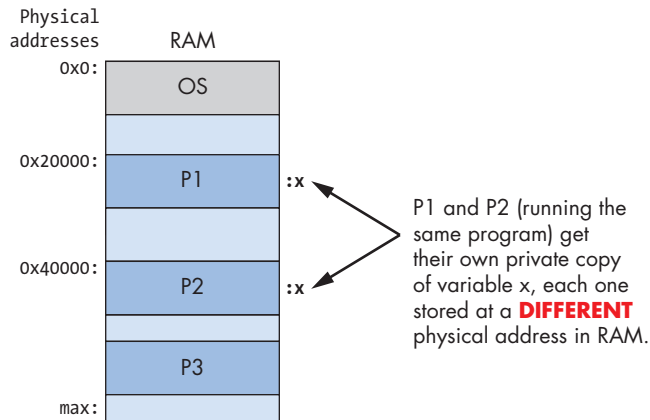 Physical
addresses
RAM
0x0:
OS
0x20000:
P1
:x
0x40000:
P2
:x
P3
max:
P1 and P2 (running the
same program) get
their own private copy
of variable x, each one
stored at a DIFFERENT
physical address in RAM.